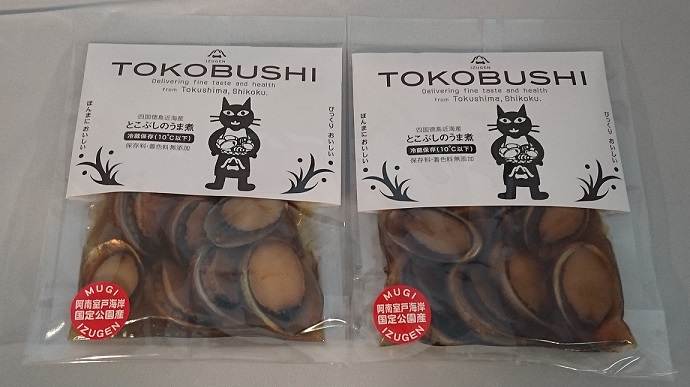 IZUGEN
TOKOBUSHI
Delivering fine taste and health
from Tokushima, Shikoku.
ほんまに おいしい
四国徳島近海産
とこぶしのうま煮
冷蔵保存(10℃以下)
保存料・着色料無添加
びっくり おいしい
MUGI
阿南室戸海岸
国定公園産
IZUGEN
IZUGEN
TOKOBUSHI
Delivering fine taste and health
from Tokushima, Shikoku.
ほんまに おいしい
四国徳島近海産
とこぶしのうま煮
冷蔵保存(10℃以下)
保存料・着色料無添加
びっくり おいしい
MUGI
阿南室戸海岸
国定公園産
IZUGEN